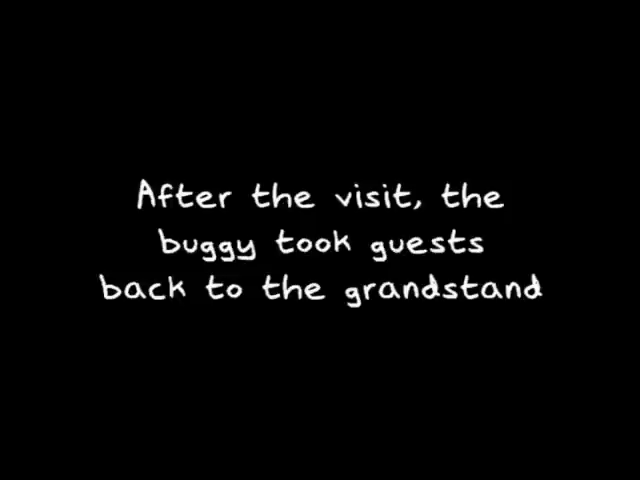 After the visit, the
buggy took guests
back to the grandstand